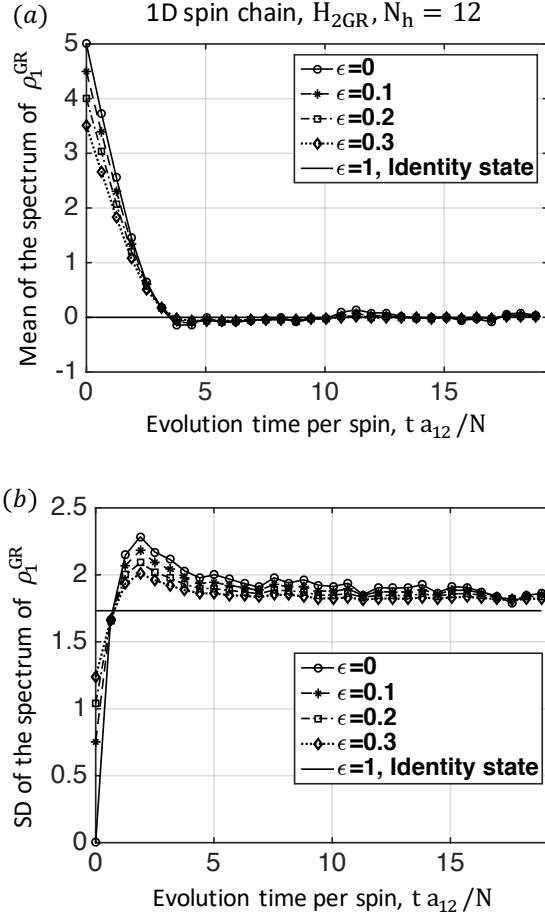 (a) 1D spin chain, H₂GR, Nₕ = 12
Mean of the spectrum of ρ₁ᴳᴿ
5
4
3
2
1
0
-1
ϵ=0
ϵ=0.1
ϵ=0.2
ϵ=0.3
ϵ=1, Identity state
0 5 10 15
Evolution time per spin, t a₁₂/N
(b)
SD of the spectrum of ρ₁ᴳᴿ
2.5
2
1.5
1
0.5
0
ϵ=0
ϵ=0.1
ϵ=0.2
ϵ=0.3
ϵ=1, Identity state
0 5 10 15
Evolution time per spin, t a₁₂/N